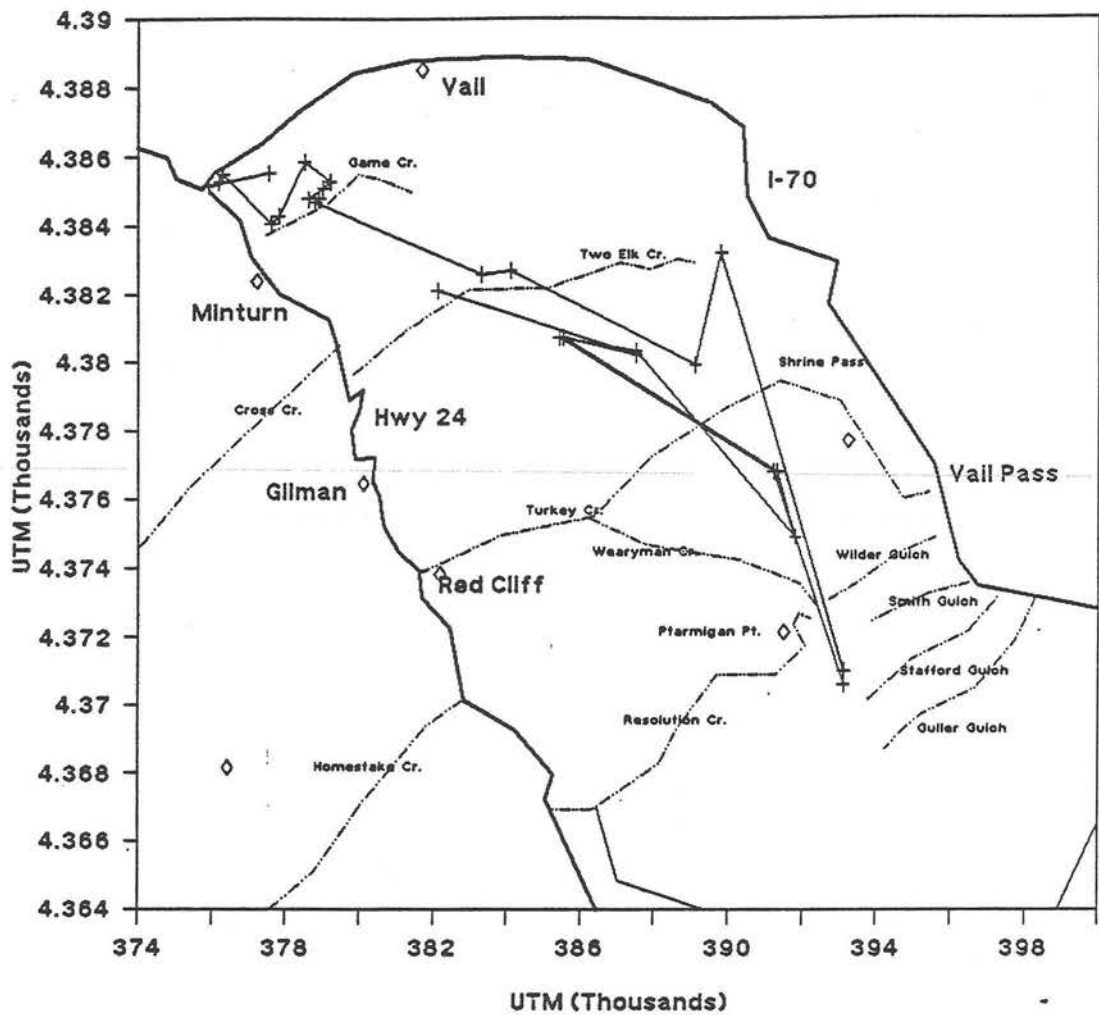 4.39
4.388
Vail
4.386
Game Cr.
I-70
4.384
Two Elk Cr.
4.382
Minturn
4.38
Shrine Pass
UTM (Thousands)
Cross Cr.
Hwy 24
4.378
Vail Pass
Gilman
4.376
Turkey Cr.
Wearyman Cr.
Wilder Gulch
4.374
Red Cliff
Smith Gulch
4.372
Ptarmigan Pt.
Stafford Gulch
4.37
Resolution Cr.
Guller Gulch
Homestake Cr.
4.368
4.366
4.364
374 378 382 386 390 394 398
UTM (Thousands)